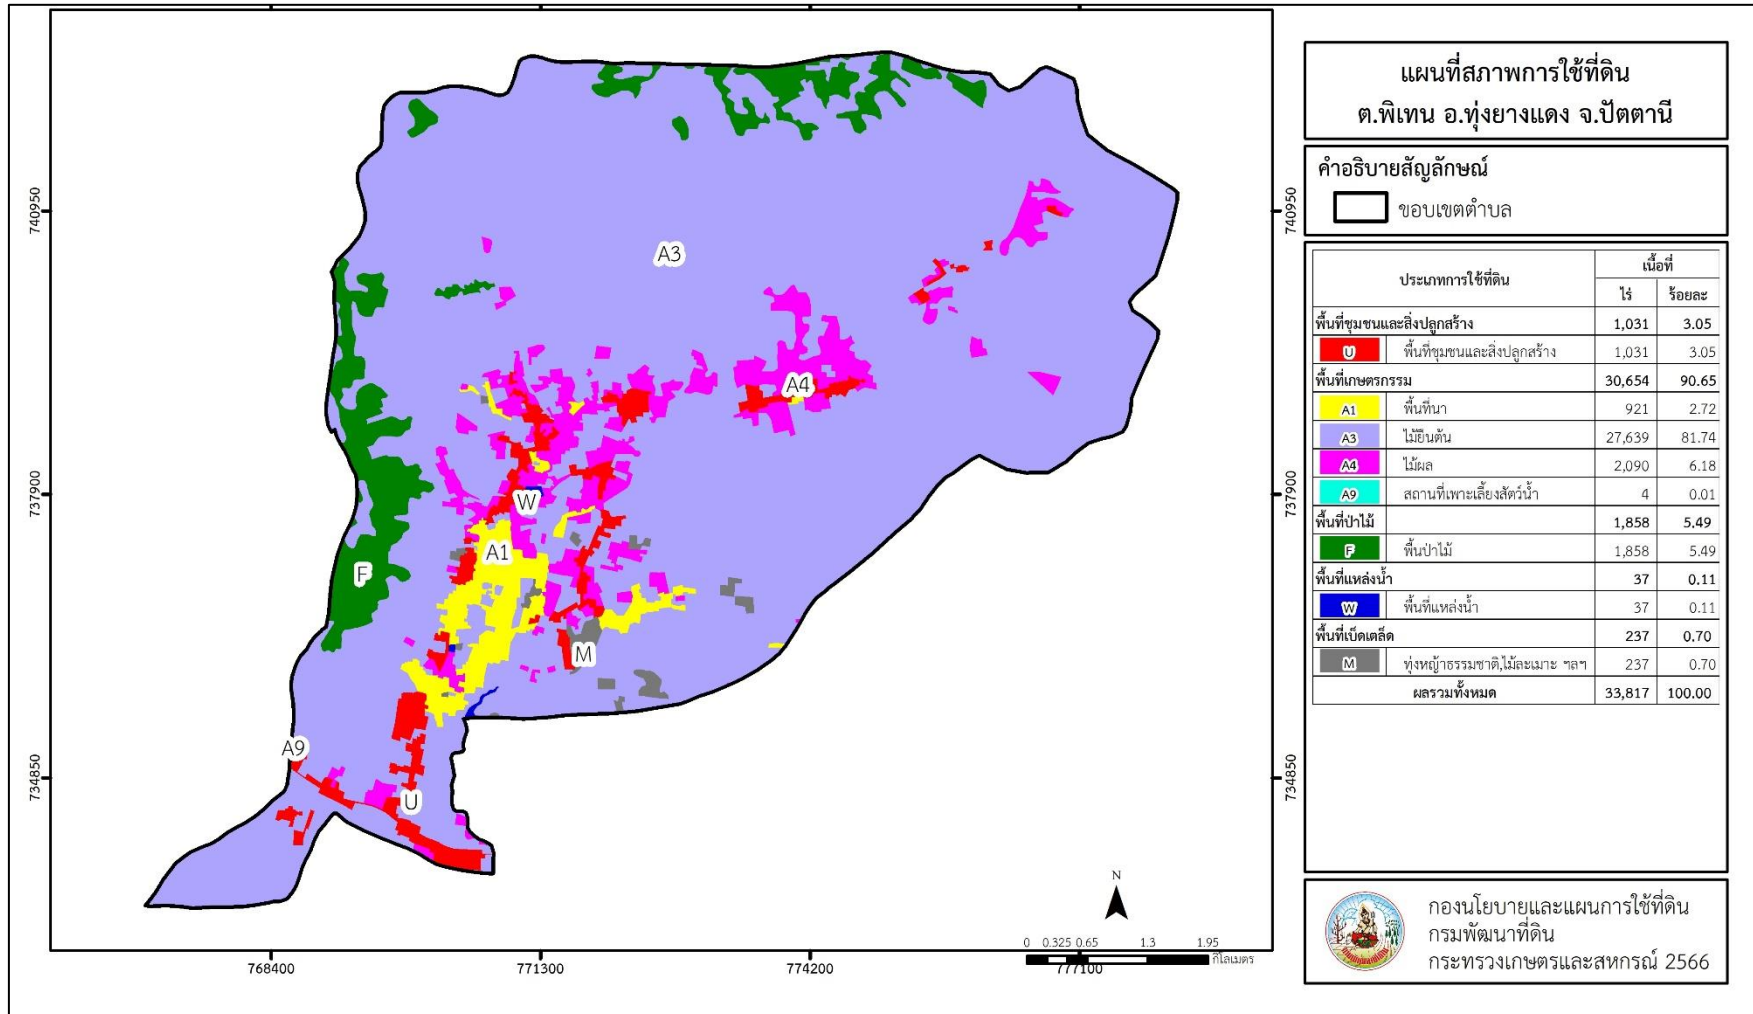 แผนที่สภาพการใช้ที่ดิน
ต.พิเทน อ.ทุ่งยางแดง จ.ปัตตานี
คำอธิบายสัญลักษณ์
ขอบเขตตำบล
ประเภทการใช้ที่ดิน เนื้อที่
ไร่ ร้อยละ
พื้นที่ชุมชนและสิ่งปลูกสร้าง 1,031 3.05
U พื้นที่ชุมชนและสิ่งปลูกสร้าง 1,031 3.05
พื้นที่เกษตรกรรม 30,654 90.65
A1 พื้นที่นา 921 2.72
A3 ไม้ยืนต้น 27,639 81.74
A4 ไม้ผล 2,090 6.18
A9 สถานที่เพาะเลี้ยงสัตว์น้ำ 4 0.01
พื้นที่ป่าไม้ 1,858 5.49
F พื้นป่าไม้ 1,858 5.49
พื้นที่แหล่งน้ำ 37 0.11
W พื้นที่แหล่งน้ำ 37 0.11
พื้นที่เบ็ดเตล็ด 237 0.70
M ทุ่งหญ้าธรรมชาติ,ไม้ละเมาะ ฯลฯ 237 0.70
ผลรวมทั้งหมด 33,817 100.00
กองนโยบายและแผนการใช้ที่ดิน
กรมพัฒนาที่ดิน
กระทรวงเกษตรและสหกรณ์ 2566
740950
737900
734850
740950
737900
734850
A3
A4
W
A1
F
M
A9
U
N
0 0.325 0.65 1.3 1.95
กิโลเมตร
768400 771300 774200 777100